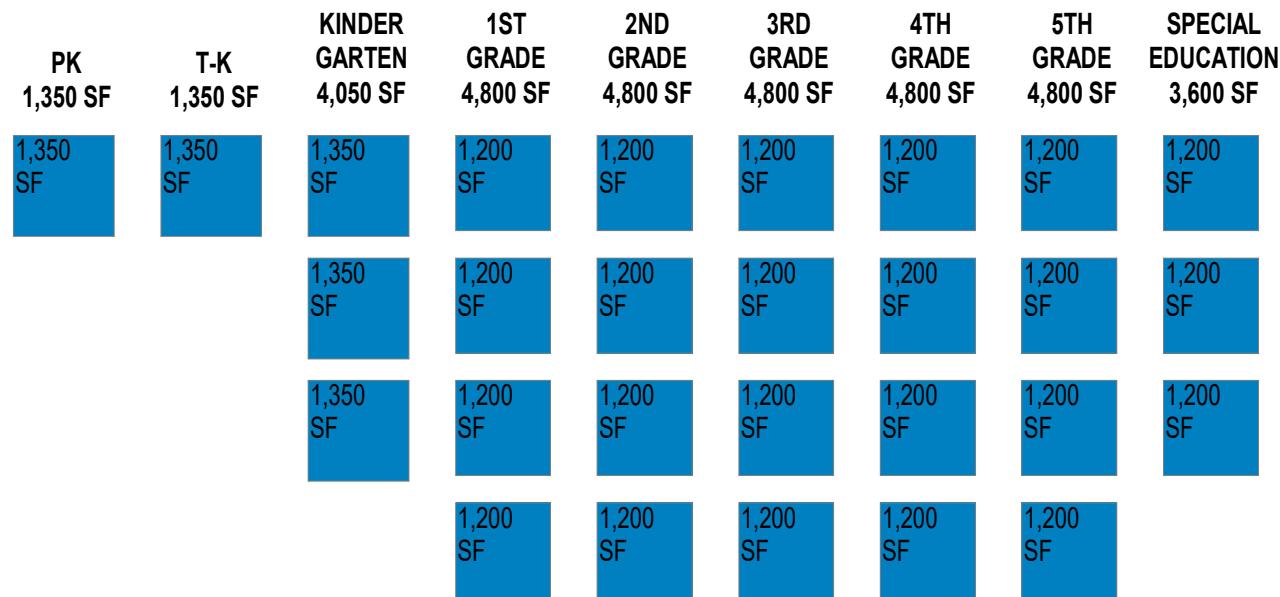 PK
1,350 SF
T-K
1,350 SF
KINDER
GARTEN
4,050 SF
1ST
GRADE
4,800 SF
2ND
GRADE
4,800 SF
3RD
GRADE
4,800 SF
4TH
GRADE
4,800 SF
5TH
GRADE
4,800 SF
SPECIAL
EDUCATION
3,600 SF
1,350
SF
1,350
SF
1,350
SF
1,200
SF
1,200
SF
1,200
SF
1,200
SF
1,200
SF
1,200
SF
1,350
SF
1,200
SF
1,200
SF
1,200
SF
1,200
SF
1,200
SF
1,200
SF
1,350
SF
1,200
SF
1,200
SF
1,200
SF
1,200
SF
1,200
SF
1,200
SF
1,200
SF
1,200
SF
1,200
SF
1,200
SF
1,200
SF